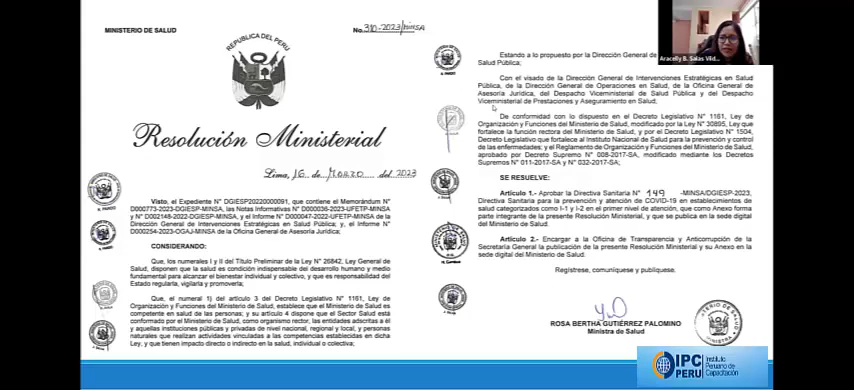 MINISTERIO DE SALUD
No. 310-2023/MINSA
REPUBLICA DEL PERU
Resolución Ministerial
Lima, 16 de MARZO del 2023
Visto, el Expediente N° DGIESP20220000091, que contiene el Memorándum N°
D000773-2023-DGIESP-MINSA, las Notas Informativas N° D000036-2023-UFETP-MINSA y
N° D002148-2022-DGIESP-MINSA, y el Informe N° D000047-2022-UFETP-MINSA de la
Dirección General de Intervenciones Estratégicas en Salud Pública; y, el Informe N°
D000254-2023-OGAJ-MINSA de la Oficina General de Asesoría Jurídica;
CONSIDERANDO:
Que, los numerales I y II del Título Preliminar de la Ley N° 26842, Ley General de
Salud, disponen que la salud es condición indispensable del desarrollo humano y medio
fundamental para alcanzar el bienestar individual y colectivo, y que es responsabilidad del
Estado regularla, vigilarla y promoverla;
Que, el numeral 1) del artículo 3 del Decreto Legislativo N° 1161, Ley de
Organización y Funciones del Ministerio de Salud, establece que el Ministerio de Salud es
competente en salud de las personas; y su artículo 4 dispone que el Sector Salud está
conformado por el Ministerio de Salud, como organismo rector, las entidades adscritas a él
y aquellas instituciones públicas y privadas de nivel nacional, regional y local, y personas
naturales que realizan actividades vinculadas a las competencias establecidas en dicha
Ley, y que tienen impacto directo o indirecto en la salud, individual o colectiva;
Estando a lo propuesto por la Dirección General de
Salud Pública;
Con el visado de la Dirección General de Intervenciones Estratégicas en Salud
Pública, de la Dirección General de Operaciones en Salud, de la Oficina General de
Asesoría Jurídica, del Despacho Viceministerial de Salud Pública y del Despacho
Viceministerial de Prestaciones y Aseguramiento en Salud,
De conformidad con lo dispuesto en el Decreto Legislativo N° 1161, Ley de
Organización y Funciones del Ministerio de Salud, modificado por la Ley N° 30895, Ley que
fortalece la función rectora del Ministerio de Salud, y por el Decreto Legislativo N° 1504,
Decreto Legislativo que fortalece al Instituto Nacional de Salud para la prevención y control
de las enfermedades; y el Reglamento de Organización y Funciones del Ministerio de Salud,
aprobado por Decreto Supremo N° 008-2017-SA, modificado mediante los Decretos
Supremos N° 011-2017-SA y N° 032-2017-SA;
SE RESUELVE:
Artículo 1.- Aprobar la Directiva Sanitaria N° 149 -MINSA/DGIESP-2023,
Directiva Sanitaria para la prevención y atención de COVID-19 en establecimientos de
salud categorizados como I-1 y I-2 en el primer nivel de atención, que como Anexo forma
parte integrante de la presente Resolución Ministerial, y que se publica en la sede digital
del Ministerio de Salud.
Artículo 2.- Encargar a la Oficina de Transparencia y Anticorrupción de la
Secretaría General la publicación de la presente Resolución Ministerial y su Anexo en la
sede digital del Ministerio de Salud.
Regístrese, comuníquese y publíquese.
ROSA BERTHA GUTIÉRREZ PALOMINO
Ministra de Salud
Aracelly B. Salas Vild...
IPC
PERU
Instituto
Peruano de
Capacitación